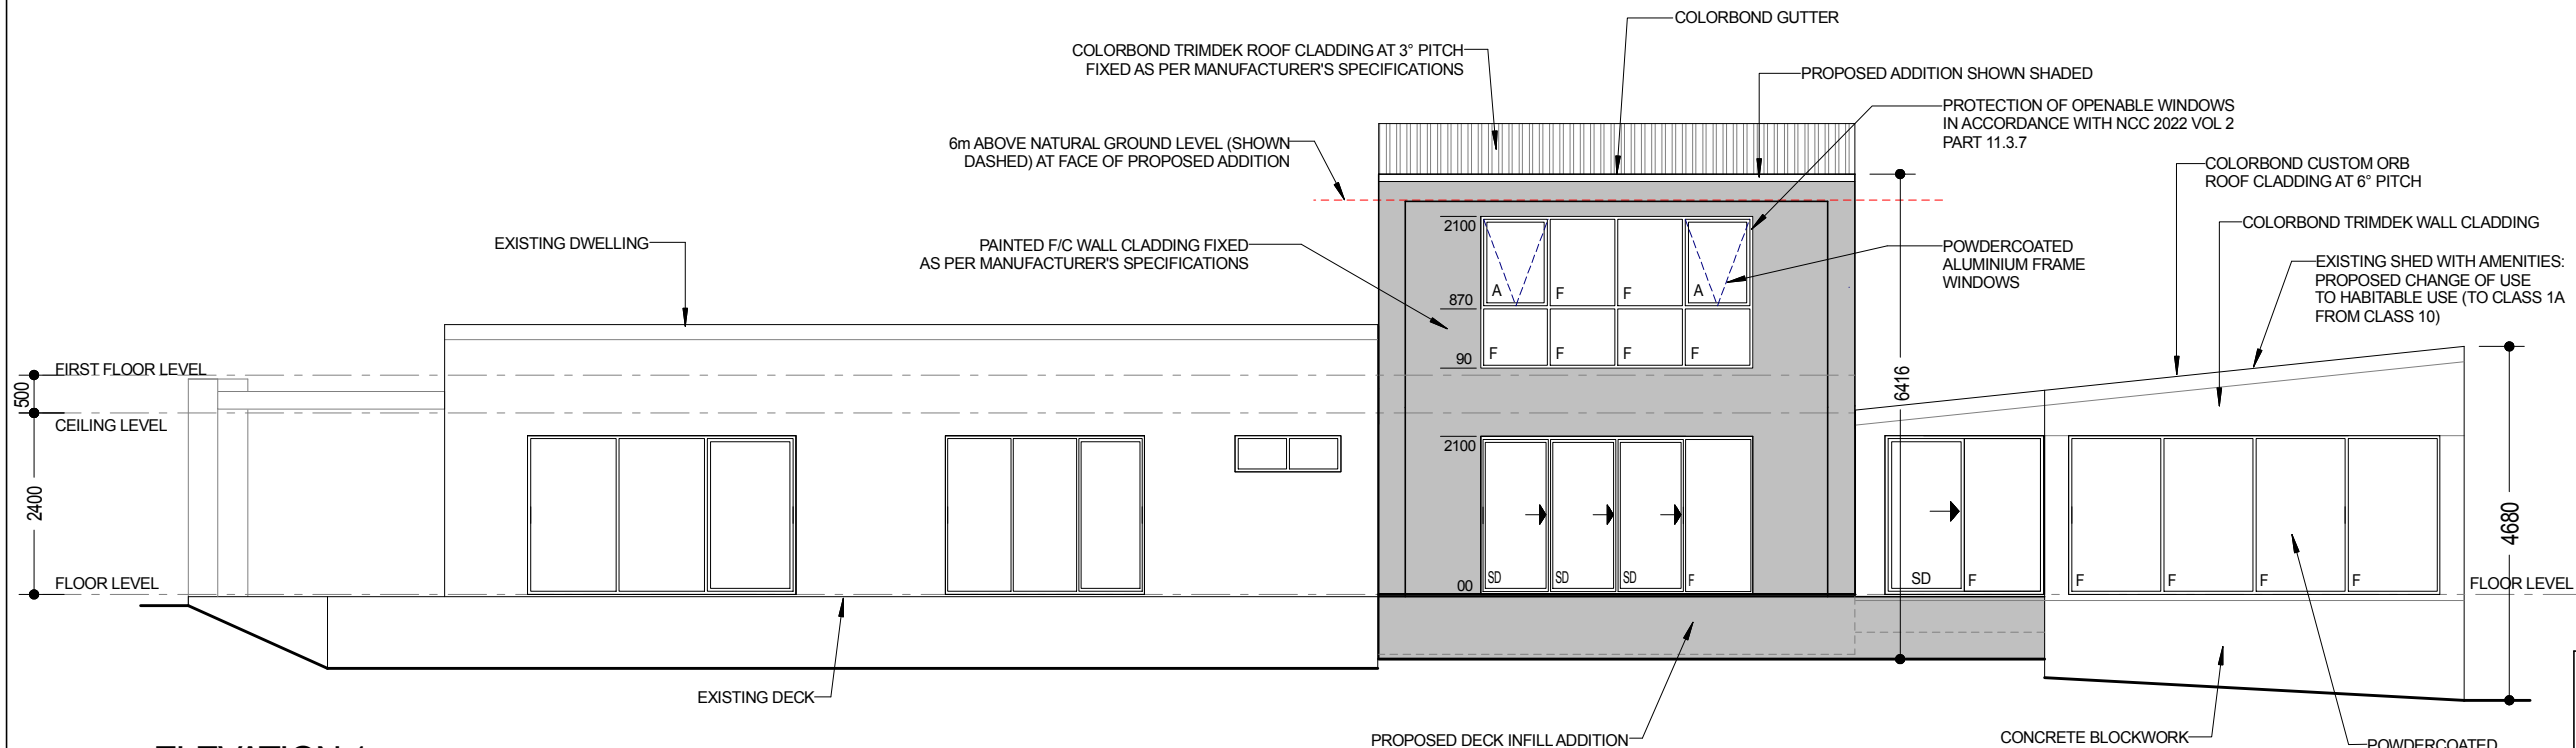 COLORBOND GUTTER
COLORBOND TRIMDEK ROOF CLADDING AT 3° PITCH
FIXED AS PER MANUFACTURER'S SPECIFICATIONS
PROPOSED ADDITION SHOWN SHADED
PROTECTION OF OPENABLE WINDOWS
IN ACCORDANCE WITH NCC 2022 VOL 2
PART 11.3.7
6m ABOVE NATURAL GROUND LEVEL (SHOWN
DASHED) AT FACE OF PROPOSED ADDITION
COLORBOND CUSTOM ORB
ROOF CLADDING AT 6° PITCH
COLORBOND TRIMDEK WALL CLADDING
EXISTING DWELLING
PAINTED F/C WALL CLADDING FIXED
AS PER MANUFACTURER'S SPECIFICATIONS
POWDERCOATED
ALUMINIUM FRAME
WINDOWS
EXISTING SHED WITH AMENITIES:
PROPOSED CHANGE OF USE
TO HABITABLE USE (TO CLASS 1A
FROM CLASS 10)
2100
A F F A
870
F F F F
90
FIRST FLOOR LEVEL
500
CEILING LEVEL
6416
2100
2400
4680
FLOOR LEVEL
00
SD SD SD F
SD F
F F F F
FLOOR LEVEL
EXISTING DECK
PROPOSED DECK INFILL ADDITION
CONCRETE BLOCKWORK
POWDERCOATED